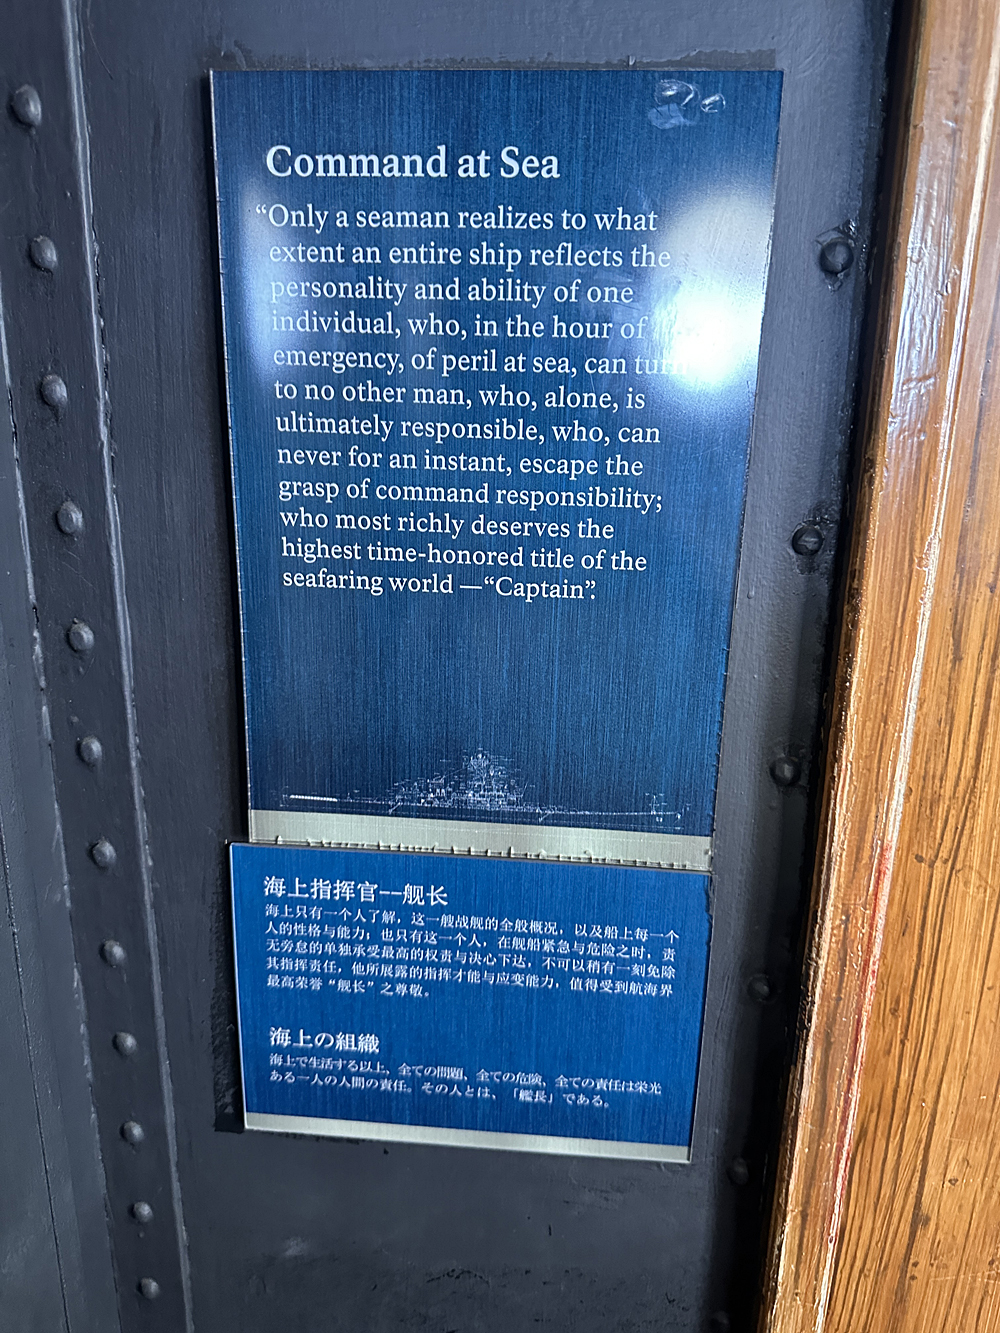 Command at Sea
“Only a seaman realizes to what
extent an entire ship reflects the
personality and ability of one
individual, who, in the hour of
emergency, of peril at sea, can turn
to no other man, who, alone, is
ultimately responsible, who, can
never for an instant, escape the
grasp of command responsibility;
who most richly deserves the
highest time-honored title of the
seafaring world —“Captain”.
海上指挥官--舰长
海上只有一个人了解，这一艘战舰的全般概况，以及船上每一个
人的性格与能力；也只有这一个人，在舰船紧急与危险之时，责
无旁怠的单独承受最高的权责与决心下达，不可以稍有一刻免除
其指挥责任，他所展露的指挥才能与应变能力，值得受到航海界
最高荣誉“舰长”之尊敬。
海上の組織
海上で生活する以上、全ての問題、全ての危険、全ての責任は栄光
ある一人の人間の責任。その人とは、「艦長」である。